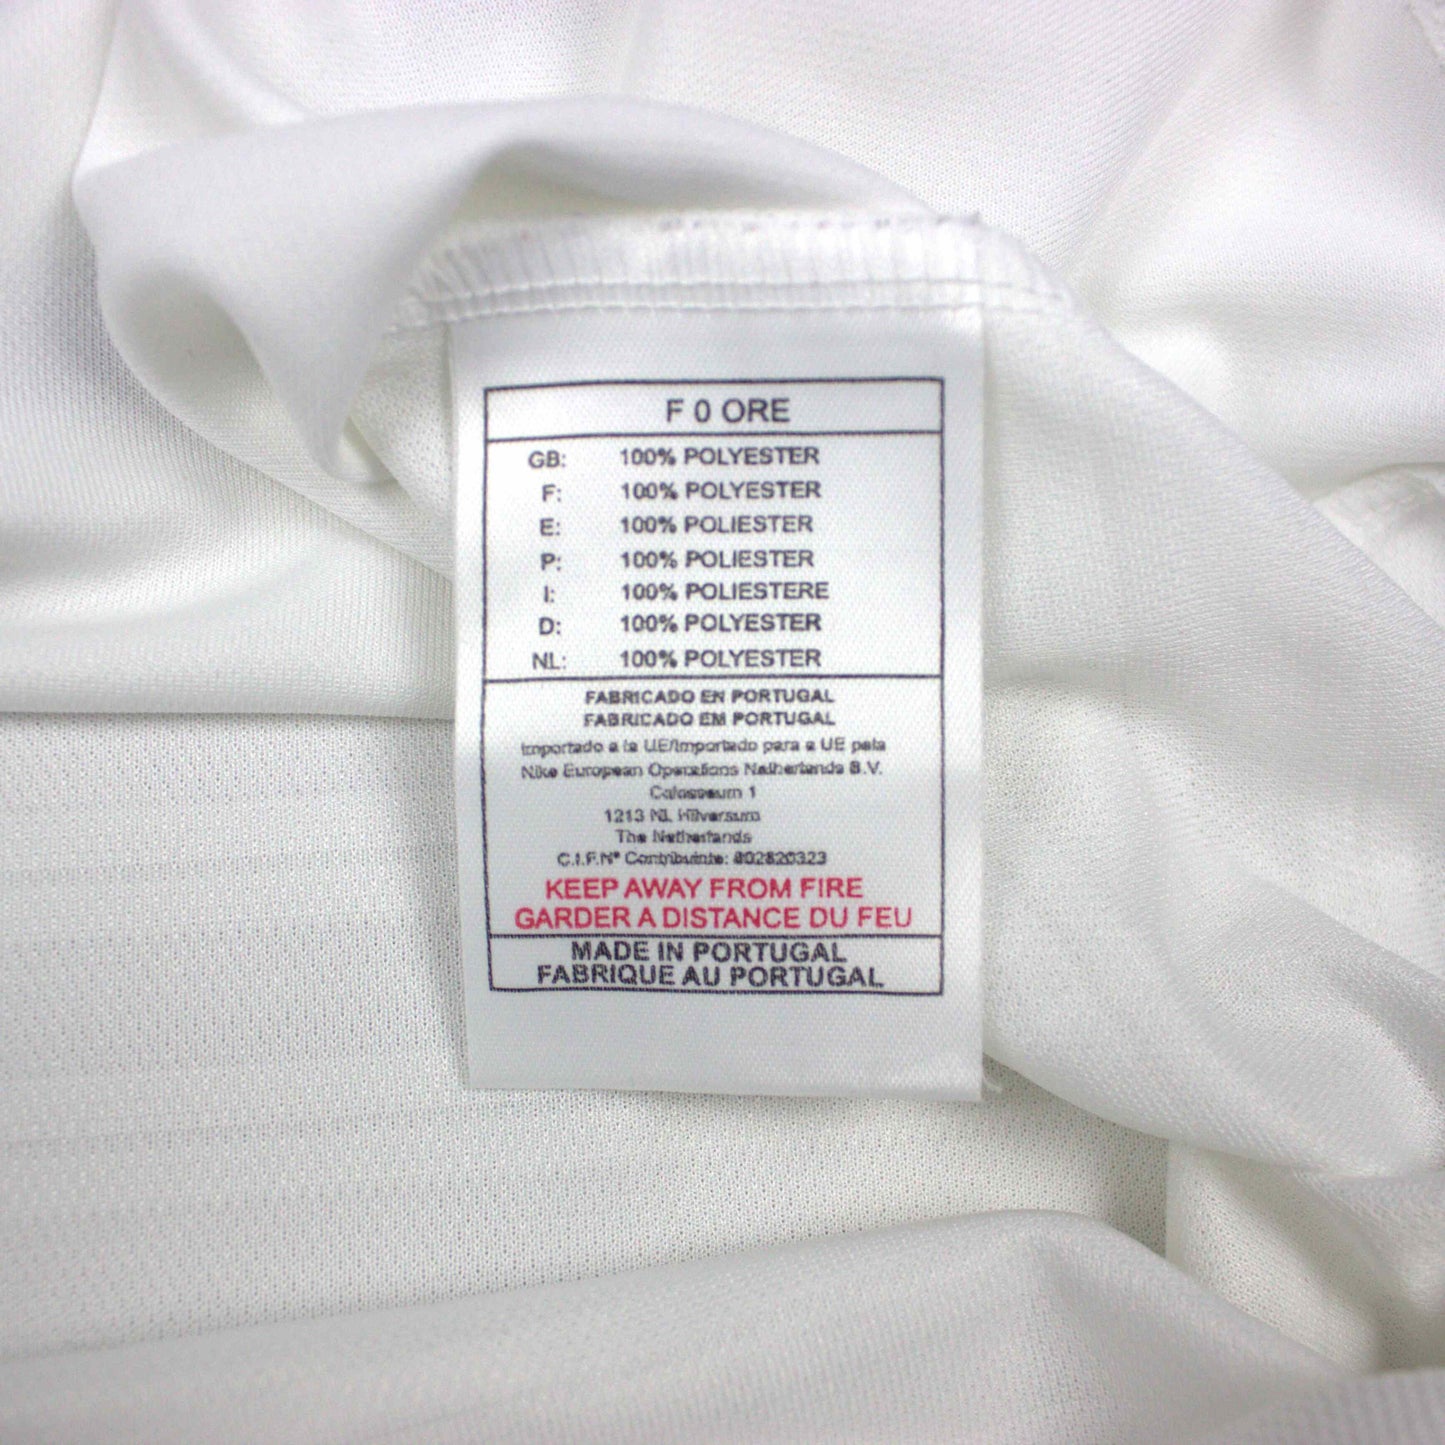 F 0 ORE
GB: 100% POLYESTER
F: 100% POLYESTER
E: 100% POLIESTER
P: 100% POLIESTER
I: 100% POLIESTERE
D: 100% POLYESTER
NL: 100% POLYESTER
FABRICADO EN PORTUGAL
FABRICADO EM PORTUGAL
Importado a la UE/Importado para a UE pela
Nike European Operations Netherlands B.V.
Colosseum 1
1213 NL Hilversum
The Netherlands
C.I.F.Nº Contribuinte:
KEEP AWAY FROM FIRE
GARDER A DISTANCE DU FEU
MADE IN PORTUGAL
FABRIQUE AU PORTUGAL